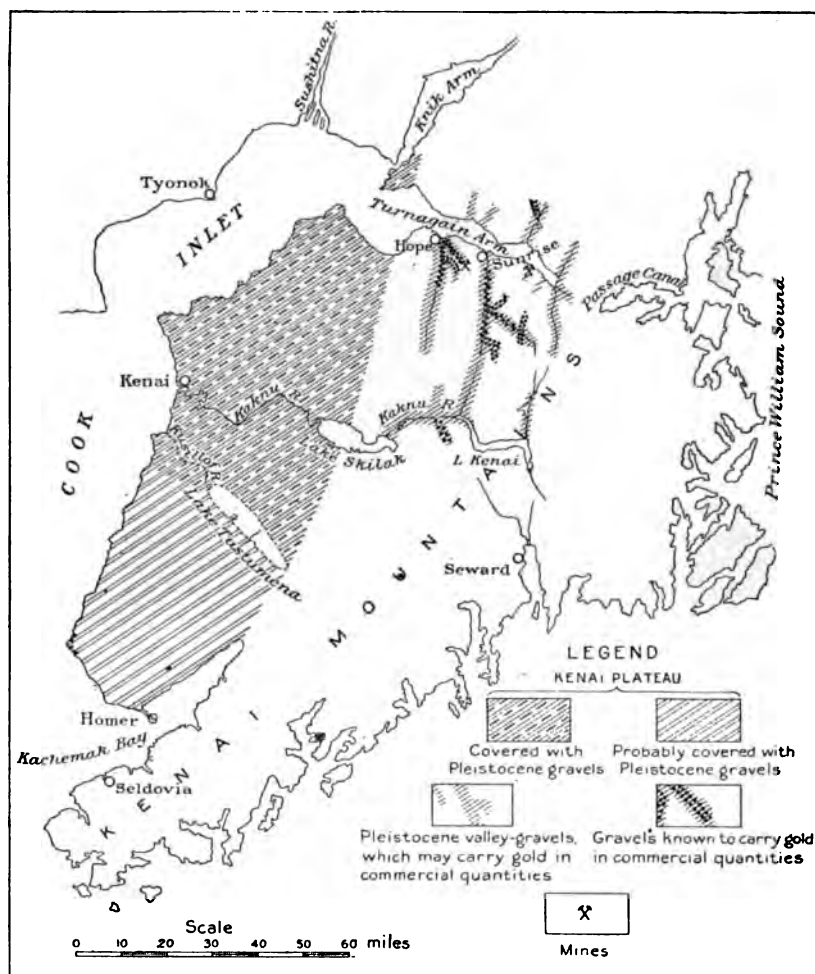 Sushitna R.
Knik Arm
Tyonok
INLET
Turnagain Arm
Hope
Sunrise
Passage Canal
Prince William Sound
Kenai
Kaknu R.
Kaknu R.
Lake Skilak
L Kenai
COOK
Lake Tustumena
Seward
KENAI MOUNTAINS
Homer
Kachemak Bay
Seldovia
LEGEND
KENAI PLATEAU
Covered with
Pleistocene gravels
Probably covered with
Pleistocene gravels
Pleistocene valley-gravels,
which may carry gold in
commercial quantities
Gravels known to carry gold
in commercial quantities
Mines
Scale
0 10 20 30 40 50 60 miles